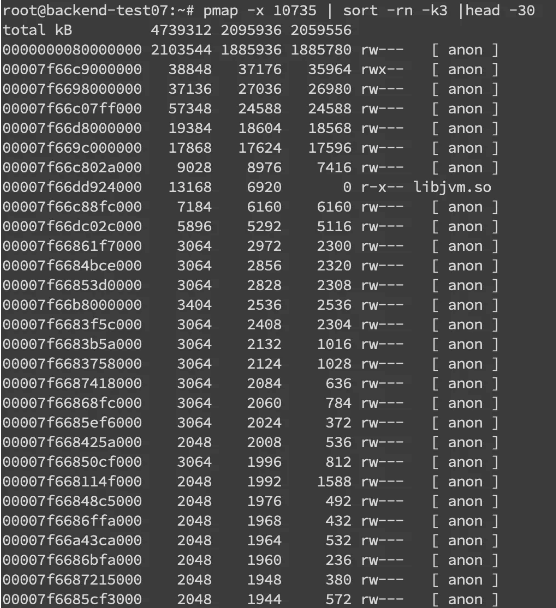 root@backend-test07:~# pmap -x 10735 | sort -rn -k3 |head -30
total kB 4739312 2095936 2059556
0000000080000000 2103544 1885936 1885780 rw--- [ anon ]
00007f66c9000000 38848 37176 35964 rwx-- [ anon ]
00007f6698000000 37136 27036 26980 rw--- [ anon ]
00007f66c07ff000 57348 24588 24588 rw--- [ anon ]
00007f66d8000000 19384 18604 18568 rw--- [ anon ]
00007f669c000000 17868 17624 17596 rw--- [ anon ]
00007f66c802a000 9028 8976 7416 rw--- [ anon ]
00007f66dd924000 13168 6920 0 r-x-- libjvm.so
00007f66c88fc000 7184 6160 6160 rw--- [ anon ]
00007f66dc02c000 5896 5292 5116 rw--- [ anon ]
00007f66861f7000 3064 2972 2300 rw--- [ anon ]
00007f6684bce000 3064 2856 2320 rw--- [ anon ]
00007f66853d0000 3064 2828 2308 rw--- [ anon ]
00007f66b8000000 3404 2536 2536 rw--- [ anon ]
00007f6683f5c000 3064 2408 2304 rw--- [ anon ]
00007f6683b5a000 3064 2132 1016 rw--- [ anon ]
00007f6683758000 3064 2124 1028 rw--- [ anon ]
00007f6687418000 3064 2084 636 rw--- [ anon ]
00007f66868fc000 3064 2060 784 rw--- [ anon ]
00007f6685ef6000 3064 2024 372 rw--- [ anon ]
00007f668425a000 2048 2008 536 rw--- [ anon ]
00007f66850cf000 3064 1996 812 rw--- [ anon ]
00007f668114f000 2048 1992 1588 rw--- [ anon ]
00007f66848c5000 2048 1976 492 rw--- [ anon ]
00007f6686ffa000 2048 1968 432 rw--- [ anon ]
00007f66a43ca000 2048 1964 532 rw--- [ anon ]
00007f6686bfa000 2048 1960 236 rw--- [ anon ]
00007f6687215000 2048 1948 380 rw--- [ anon ]
00007f6685cf3000 2048 1944 572 rw--- [ anon ]